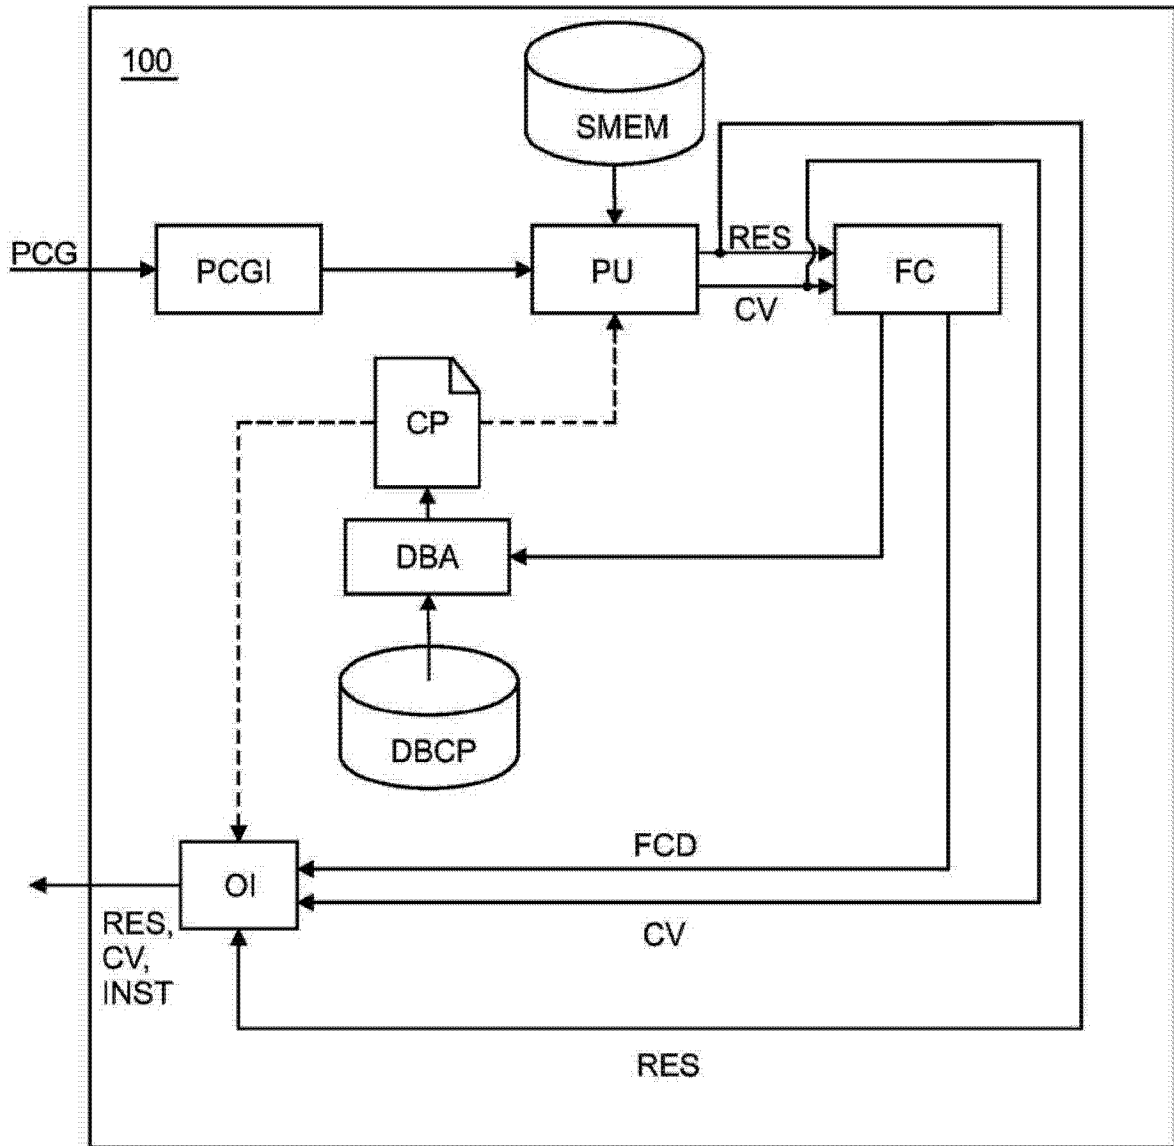 100
SMEM
PCG
PCGI
PU
RES
CV
FC
CP
DBA
DBCP
FCD
OI
CV
RES,
CV,
INST
RES